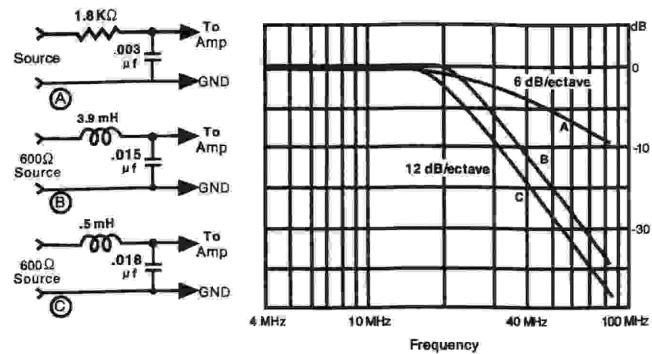 1.8KΩ
To
Amp
.003
µf
Source
GND
A
3.9 mH
To
Amp
600Ω
Source
.015
µf
GND
B
.5 mH
To
Amp
600Ω
Source
.018
µf
GND
C
dB
0
6 dB/ectave
A
-10
B
12 dB/ectave
C
-30
4 MHz
10 MHz
40 MHz
100 MHz
Frequency